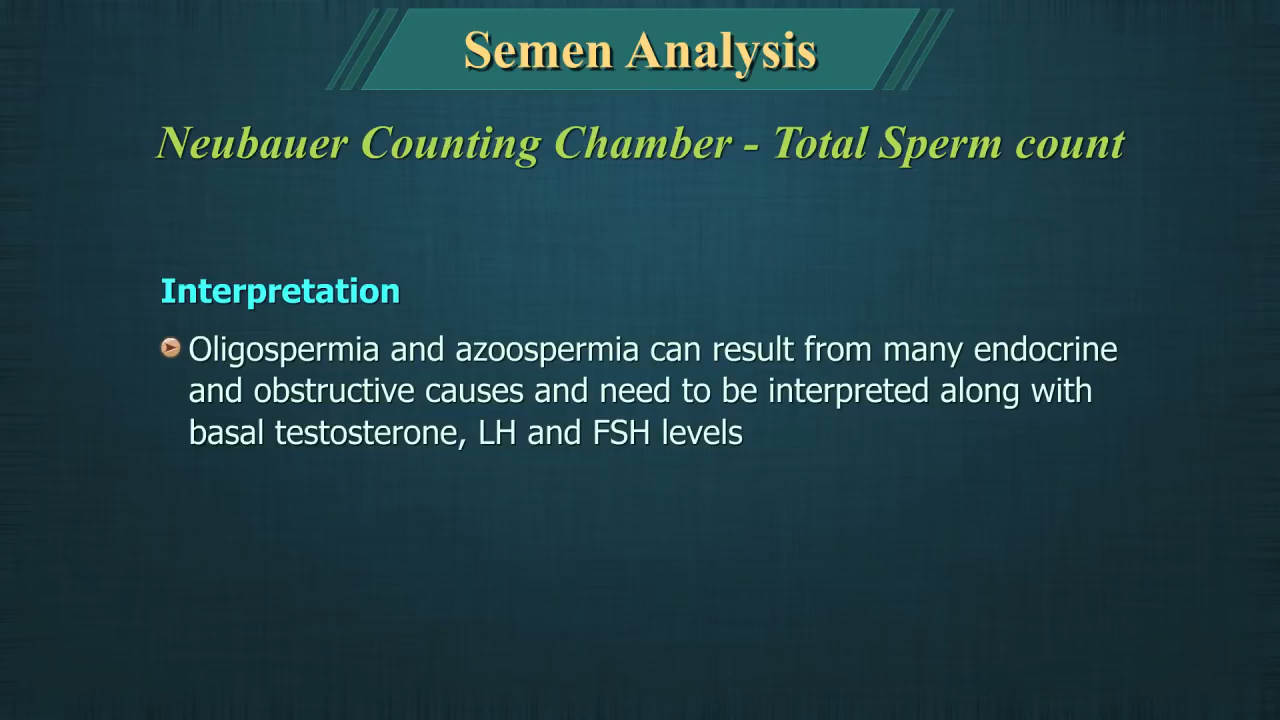 Semen Analysis
Neubauer Counting Chamber - Total Sperm count
Interpretation
Oligospermia and azoospermia can result from many endocrine
and obstructive causes and need to be interpreted along with
basal testosterone, LH and FSH levels